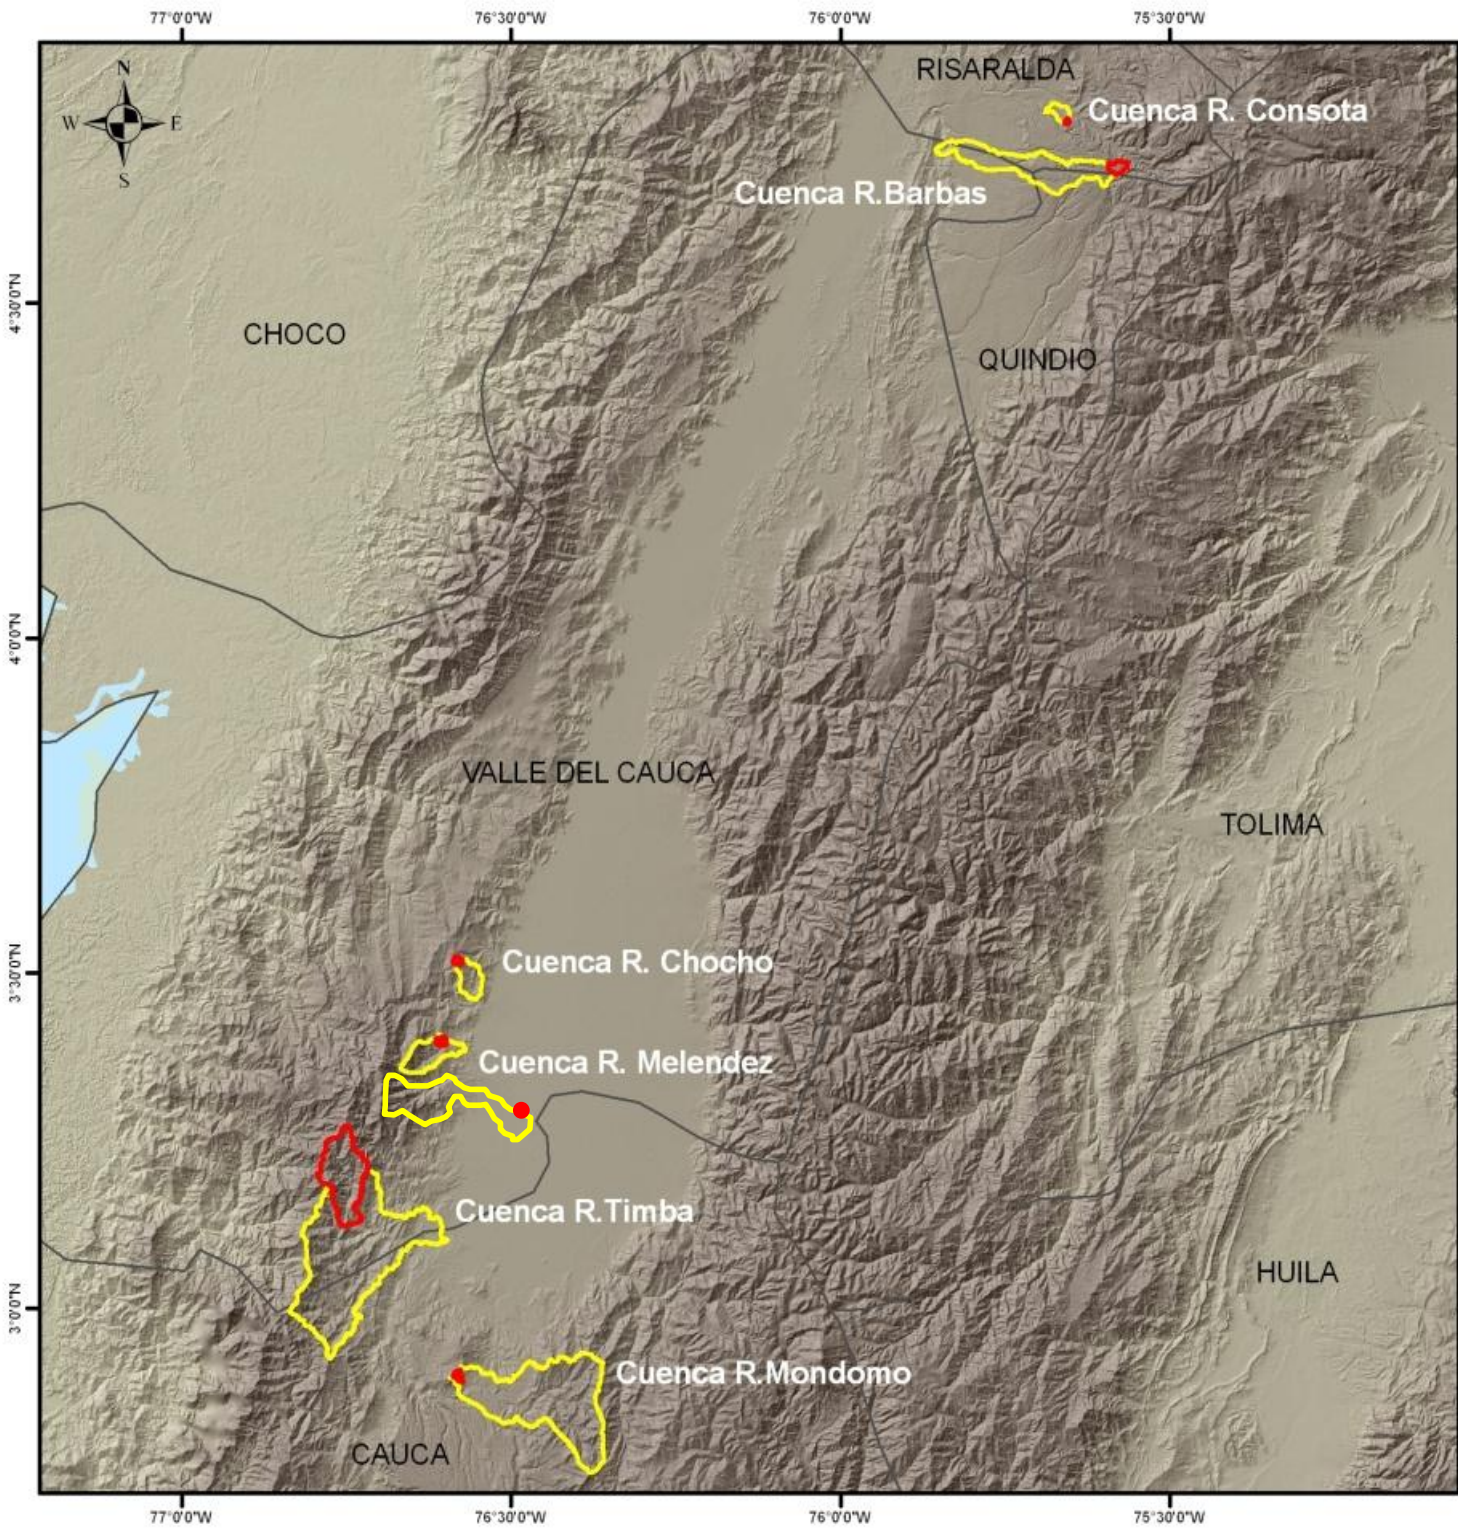 77°0'0"W
76°30'0"W
76°0'0"W
75°30'0"W
N
W
E
S
RISARALDA
Cuenca R. Consota
Cuenca R.Barbas
4°30'0"N
CHOCO
QUINDIO
4°0'0"N
VALLE DEL CAUCA
TOLIMA
3°30'0"N
Cuenca R. Chocho
Cuenca R. Melendez
Cuenca R.Timba
HUILA
3°0'0"N
Cuenca R.Mondomo
CAUCA
77°0'0"W
76°30'0"W
76°0'0"W
75°30'0"W